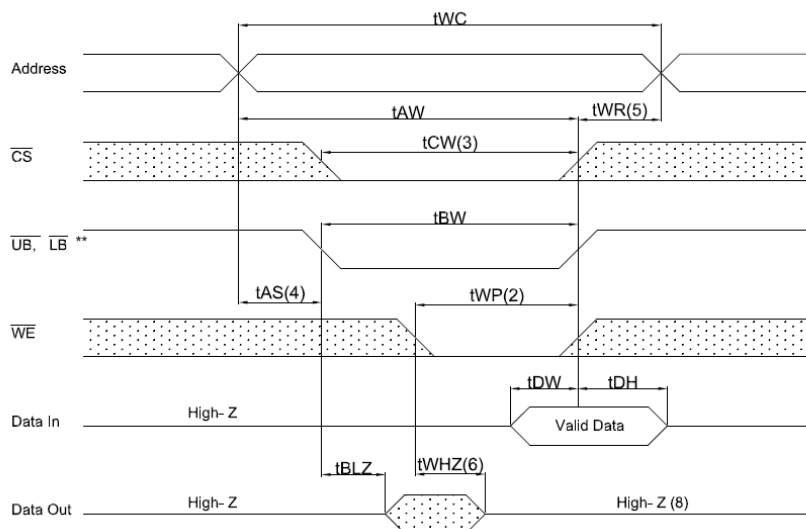 tWC
Address
tAW
tWR(5)
CS
tCW(3)
UB, LB **
tBW
tAS(4)
tWP(2)
WE
tDW
tDH
Data In
High- Z
Valid Data
tBLZ
tWHZ(6)
Data Out
High- Z
High- Z (8)